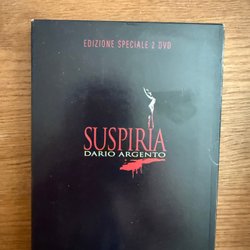 EDIZIONE SPECIALE 2 DVD
SUSPIRIA
DARIO ARGENTO